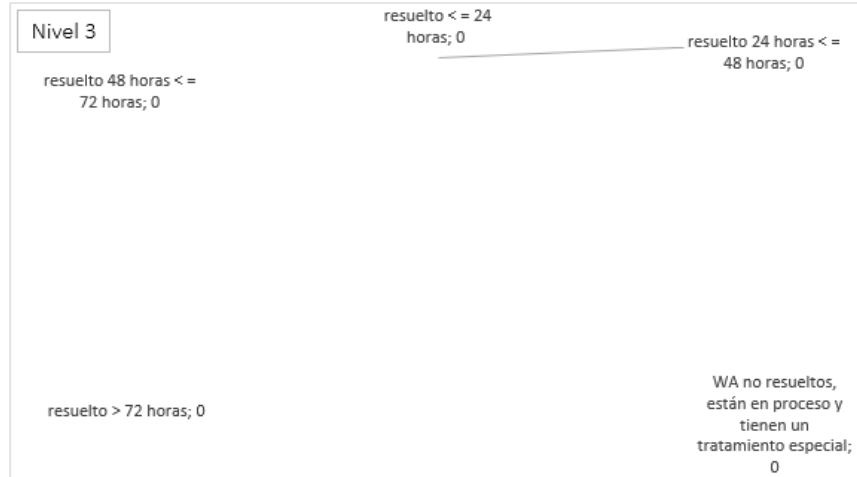 Nivel 3
resuelto < = 24
horas; 0
resuelto 24 horas < =
48 horas; 0
resuelto 48 horas < =
72 horas; 0
resuelto > 72 horas; 0
WA no resueltos,
están en proceso y
tienen un
tratamiento especial;
0